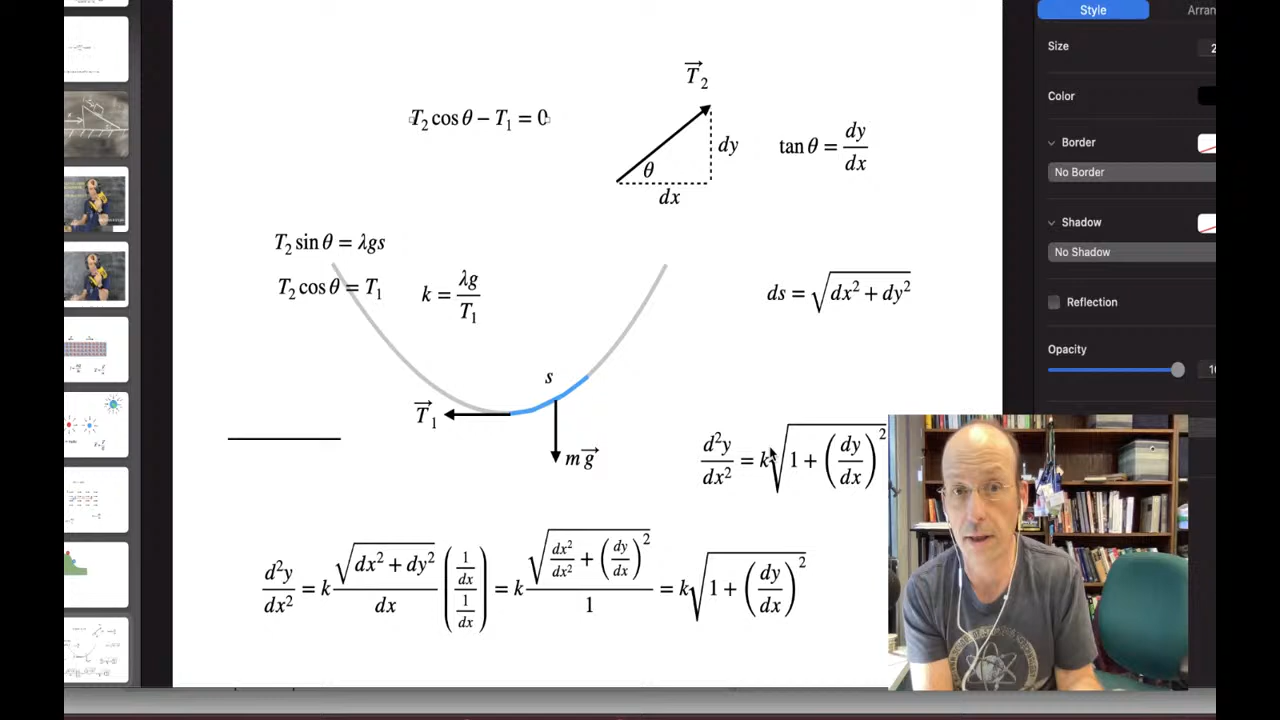 Style
Arran
Size
2
Color
Border
No Border
Shadow
No Shadow
Reflection
Opacity
10
T₂ cos θ − T₁ = 0
T⃗₂
θ
dy
dx
tan θ = dy/dx
T₂ sin θ = λgs
T₂ cos θ = T₁
k = λg/T₁
ds = √(dx² + dy²)
s
T⃗₁
mg⃗
d²y/dx² = k√(1 + (dy/dx)²)
d²y/dx² = k √(dx² + dy²)/dx ((1/dx)/(1/dx)) = k √(dx²/dx² + (dy/dx)²)/1 = k√(1 + (dy/dx)²)